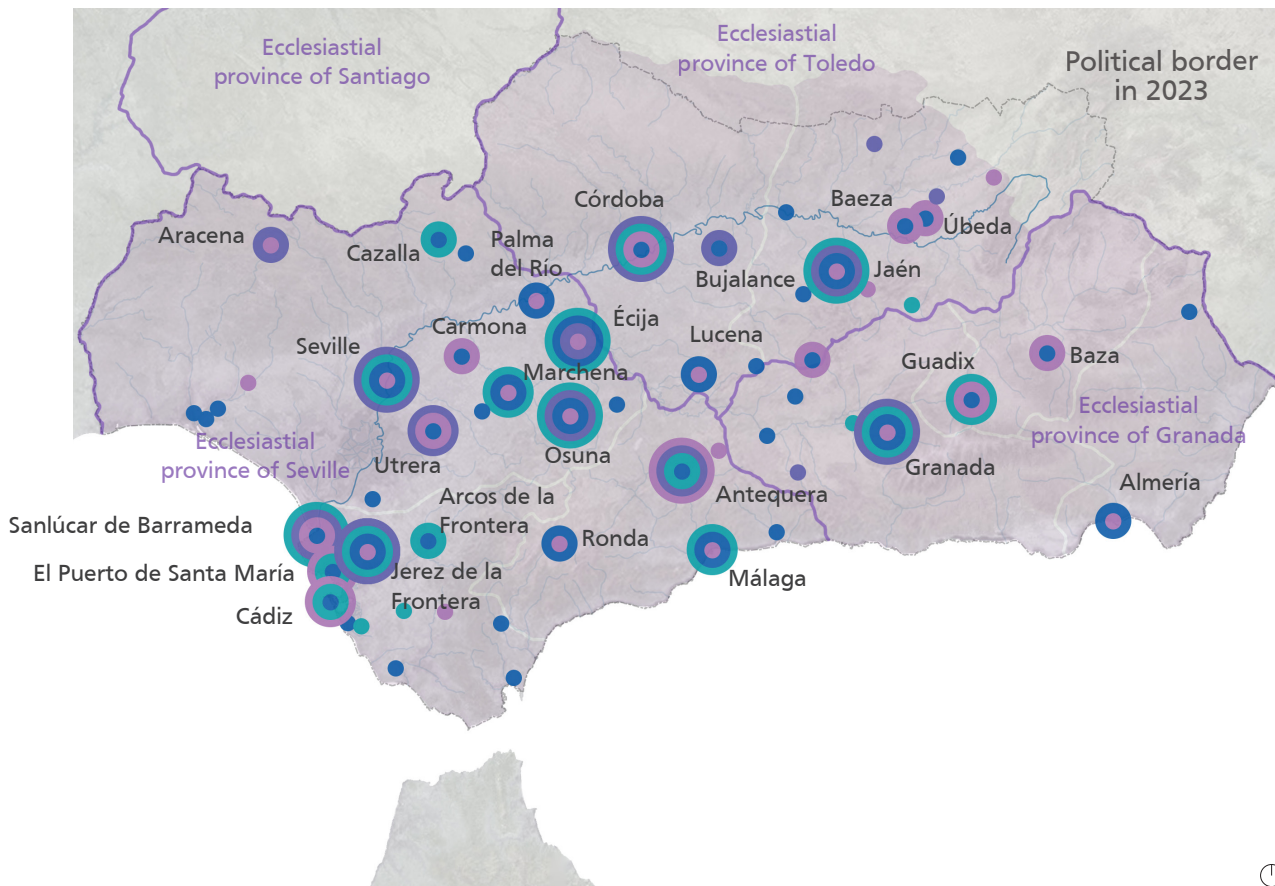 Ecclesiastial
province of Santiago
Ecclesiastial
province of Toledo
Political border
in 2023
Aracena
Cazalla
Palma
del Río
Córdoba
Bujalance
Baeza
Úbeda
Jaén
Carmona
Écija
Seville
Marchena
Lucena
Guadix
Baza
Ecclesiastial
province of Seville
Utrera
Osuna
Antequera
Granada
Ecclesiastial
province of Granada
Almería
Sanlúcar de Barrameda
Arcos de la
Frontera
Ronda
El Puerto de Santa María
Jerez de la
Frontera
Málaga
Cádiz